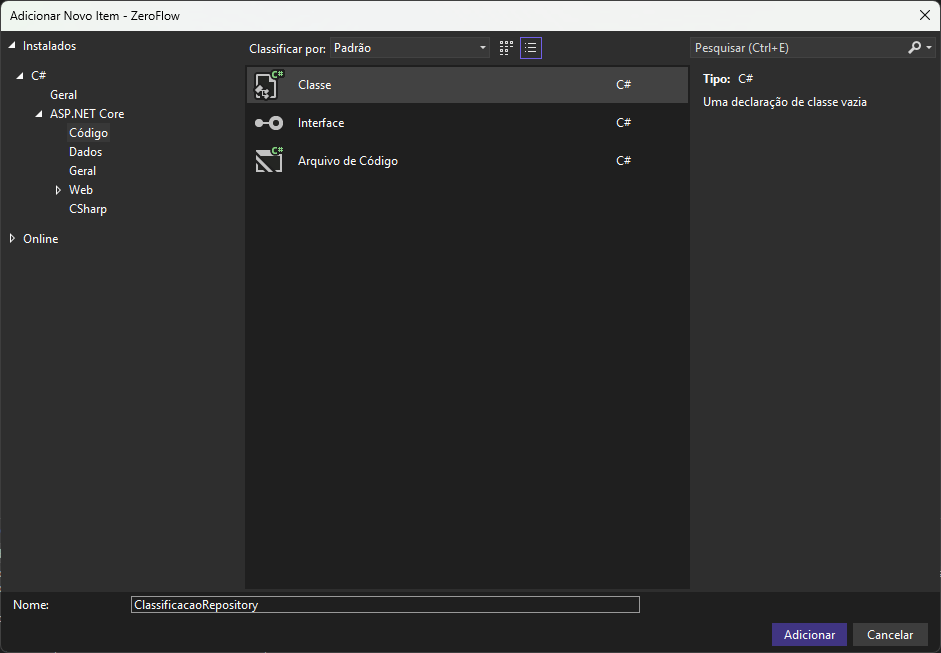 Adicionar Novo Item - ZeroFlow
Instalados
C#
Geral
ASP.NET Core
Código
Dados
Geral
Web
CSharp
Online
Classificar por: Padrão
C# Classe C#
Interface C#
C# Arquivo de Código C#
Pesquisar (Ctrl+E)
Tipo: C#
Uma declaração de classe vazia
Nome: ClassificacaoRepository
Adicionar Cancelar